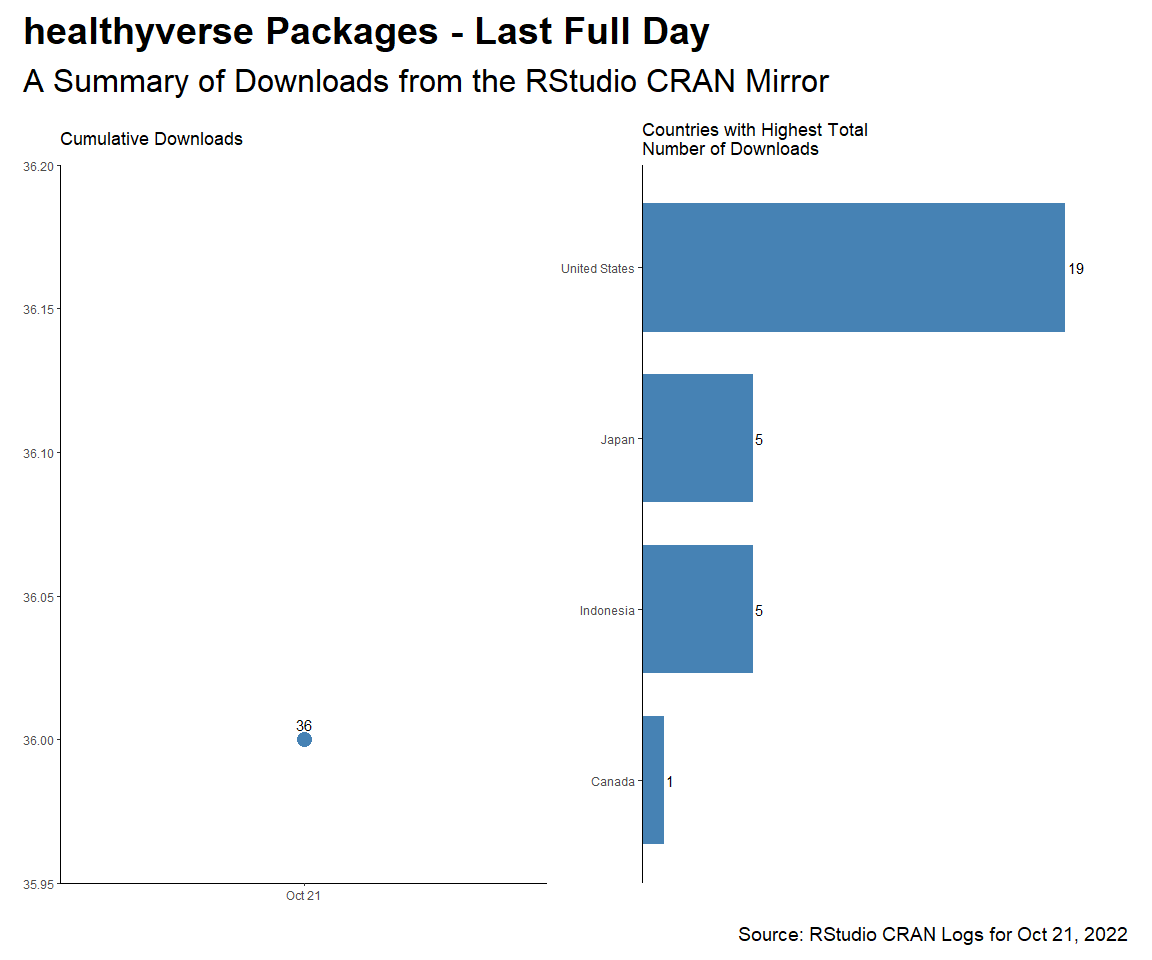 healthyverse Packages - Last Full Day
A Summary of Downloads from the RStudio CRAN Mirror
Cumulative Downloads
36.20
36.15
36.10
36.05
36.00
35.95
36
Oct 21
Countries with Highest Total
Number of Downloads
United States
19
Japan
5
Indonesia
5
Canada
1
Source: RStudio CRAN Logs for Oct 21, 2022